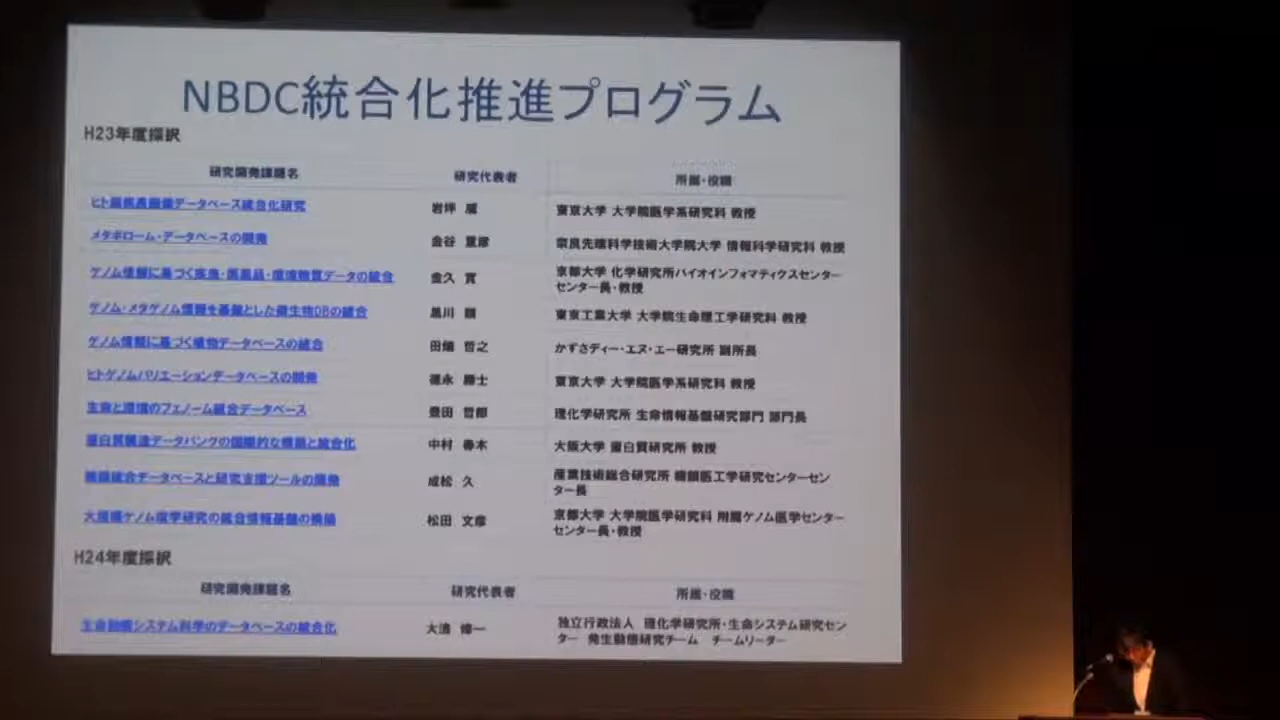 NBDC統合化推進プログラム
H23年度採択
研究開発課題名 研究代表者 所属・役職
ヒト脳疾患画像データベース統合化研究 岩坪 威 東京大学 大学院医学系研究科 教授
メタボローム・データベースの開発 金谷 重彦 奈良先端科学技術大学院大学 情報科学研究科 教授
ゲノム情報に基づく疾患・医薬品・環境物質データの統合 金久 實 京都大学 化学研究所バイオインフォマティクスセンター
センター長・教授
ゲノム・メタゲノム情報を基盤とした微生物DBの統合 黒川 顕 東京工業大学 大学院生命理工学研究科 教授
ゲノム情報に基づく植物データベースの統合 田畑 哲之 かずさディー・エヌ・エー研究所 副所長
ヒトゲノムバリエーションデータベースの開発 徳永 勝士 東京大学 大学院医学系研究科 教授
生命と環境のフェノーム統合データベース 豊田 哲郎 理化学研究所 生命情報基盤研究部門 部門長
蛋白質構造データバンクの国際的な構築と統合化 中村 春木 大阪大学 蛋白質研究所 教授
糖鎖統合データベースと研究支援ツールの開発 成松 久 産業技術総合研究所 糖鎖医工学研究センターセン
ター長
大規模ゲノム疫学研究の統合情報基盤の構築 松田 文彦 京都大学 大学院医学研究科 附属ゲノム医学センター
センター長・教授
H24年度採択
研究開発課題名 研究代表者 所属・役職
生命動態システム科学のデータベースの統合化 大浪 修一 独立行政法人 理化学研究所・生命システム研究セン
ター 発生動態研究チーム チームリーダー